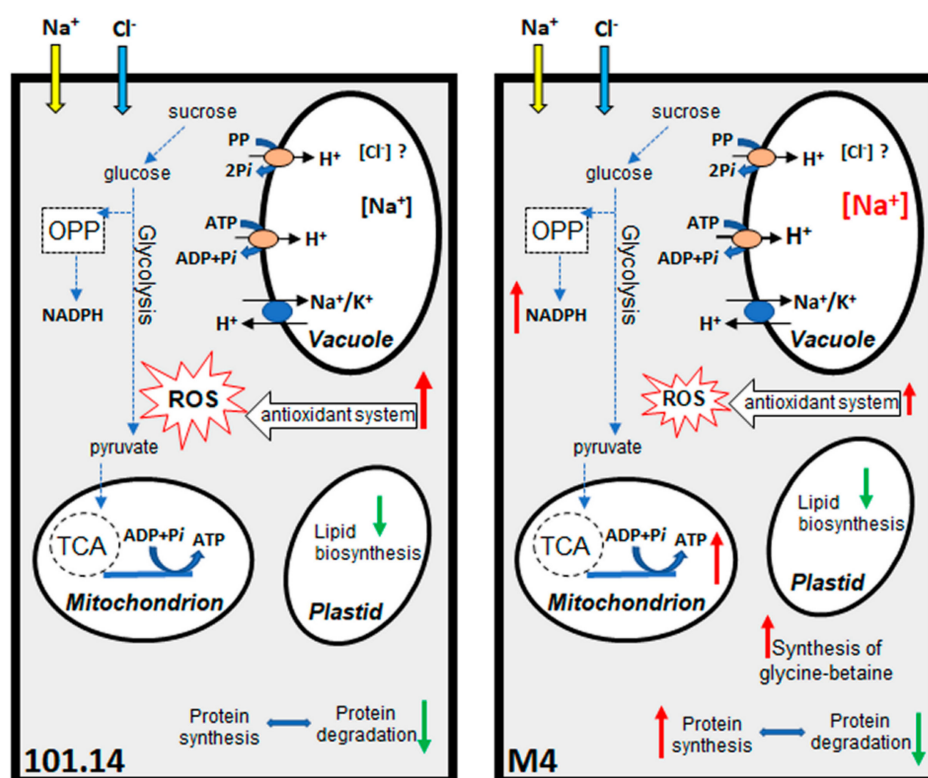 Na⁺ Cl⁻
sucrose
PP
2Pi
H⁺
[Cl⁻] ?
glucose
[Na⁺]
OPP
ATP
ADP+Pi
H⁺
Glycolysis
NADPH
Na⁺/K⁺
H⁺
Vacuole
ROS
antioxidant system
pyruvate
TCA
ADP+Pi
ATP
Mitochondrion
Lipid
biosynthesis
Plastid
Protein
synthesis
Protein
degradation
101.14
Na⁺ Cl⁻
sucrose
PP
2Pi
H⁺
[Cl⁻] ?
glucose
[Na⁺]
OPP
ATP
ADP+Pi
H⁺
Glycolysis
NADPH
Na⁺/K⁺
H⁺
Vacuole
ROS
antioxidant system
pyruvate
TCA
ADP+Pi
ATP
Mitochondrion
Lipid
biosynthesis
Plastid
Synthesis of
glycine-betaine
Protein
synthesis
Protein
degradation
M4